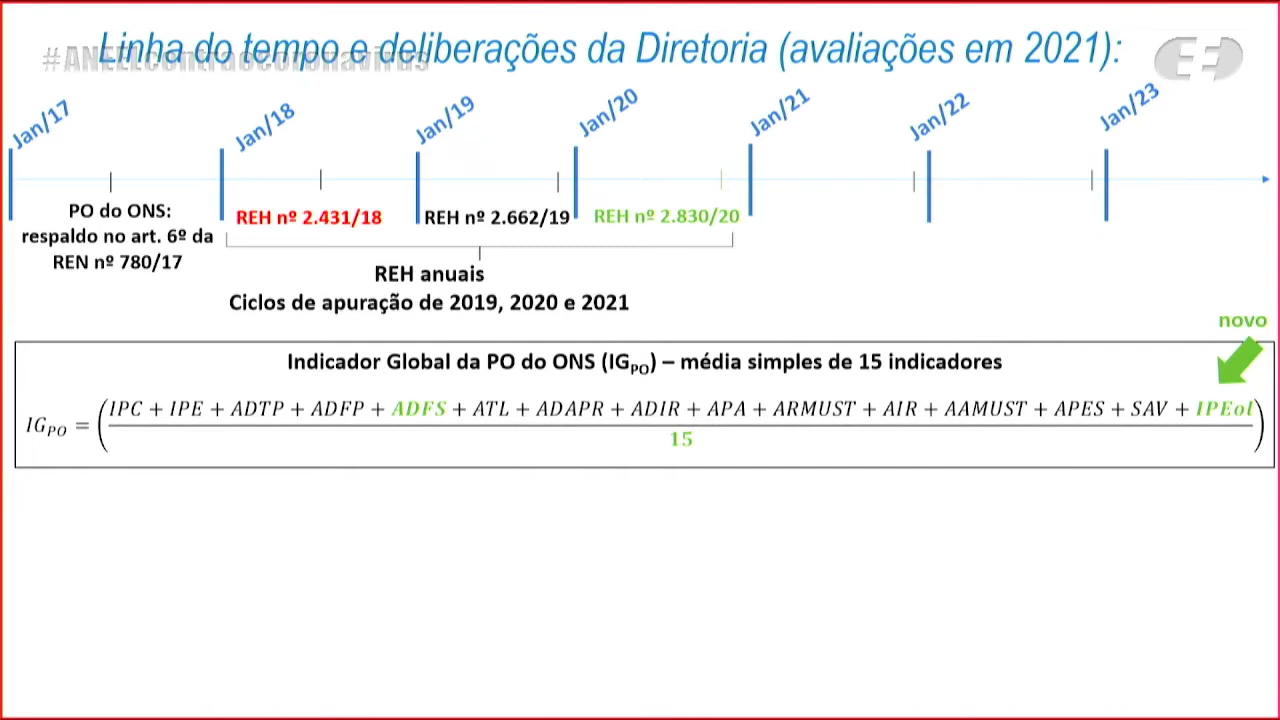 Linha do tempo e deliberações da Diretoria (avaliações em 2021):
#ANEELcontraocoronavirus
Jan/17
Jan/18
Jan/19
Jan/20
Jan/21
Jan/22
Jan/23
PO do ONS:
respaldo no art. 6º da
REN nº 780/17
REH nº 2.431/18
REH nº 2.662/19
REH nº 2.830/20
REH anuais
Ciclos de apuração de 2019, 2020 e 2021
novo
Indicador Global da PO do ONS (IG_PO) – média simples de 15 indicadores
IG_PO = (IPC + IPE + ADTP + ADFP + ADFS + ATL + ADAPR + ADIR + APA + ARMUST + AIR + AAMUST + APES + SAV + IPEol)
15